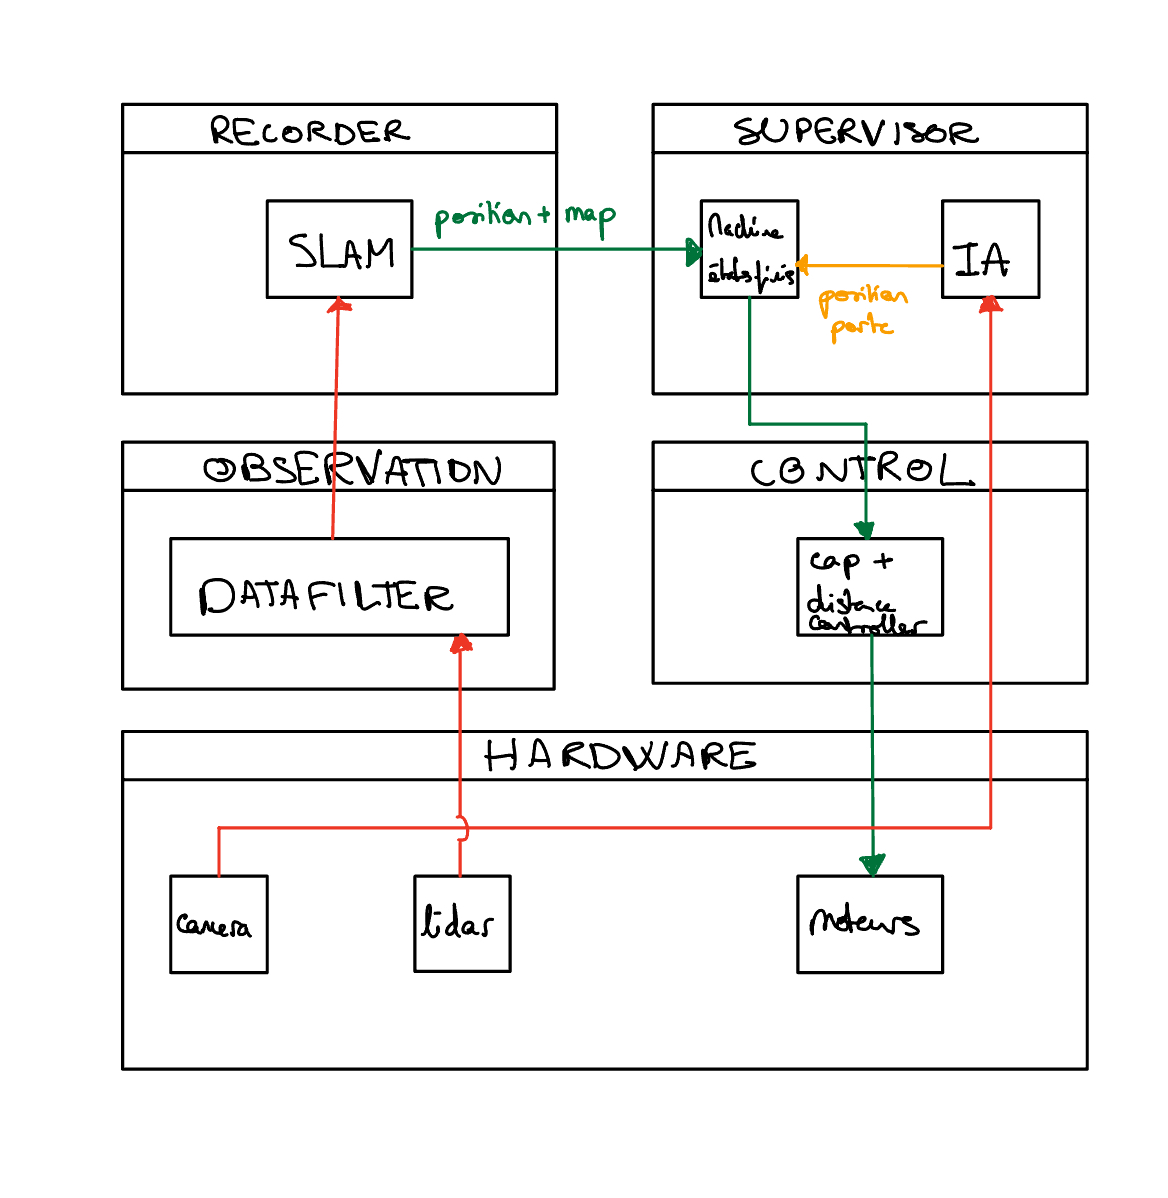 RECORDER
SUPERVISOR
position + map
SLAM
Machine
états finis
IA
position
porte
OBSERVATION
CONTROL
DATAFILTER
cap +
distance
controller
HARDWARE
camera
lidar
moteurs